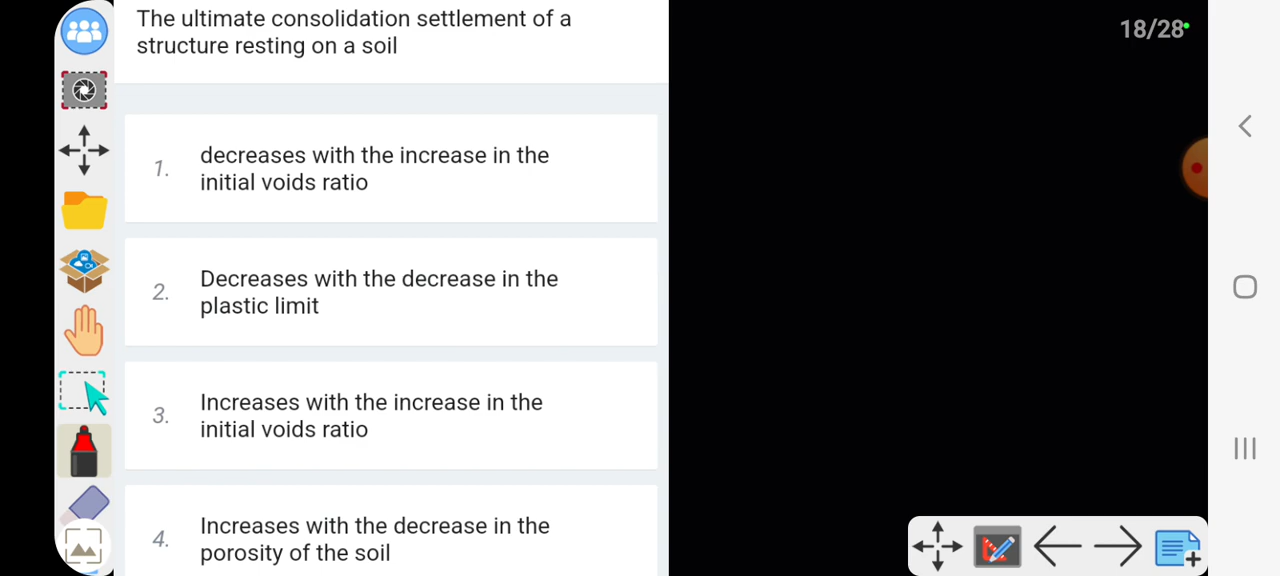 The ultimate consolidation settlement of a
structure resting on a soil
18/28
1. decreases with the increase in the
initial voids ratio
2. Decreases with the decrease in the
plastic limit
3. Increases with the increase in the
initial voids ratio
4. Increases with the decrease in the
porosity of the soil